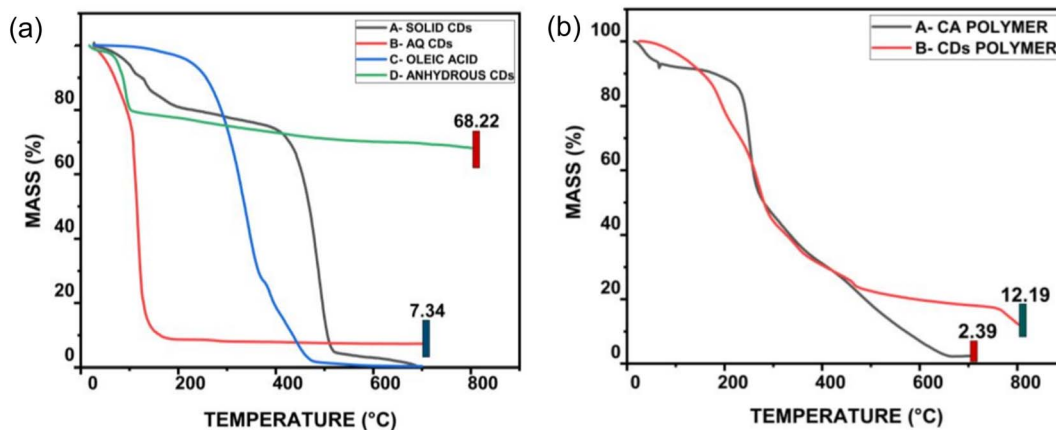 (a)
A- SOLID CDs
B- AQ CDs
C- OLEIC ACID
D- ANHYDROUS CDs
68.22
7.34
MASS (%)
100
80
60
40
20
0
0 200 400 600 800
TEMPERATURE (°C)
(b)
A- CA POLYMER
B- CDs POLYMER
12.19
2.39
MASS (%)
100
80
60
40
20
0
0 200 400 600 800
TEMPERATURE (°C)